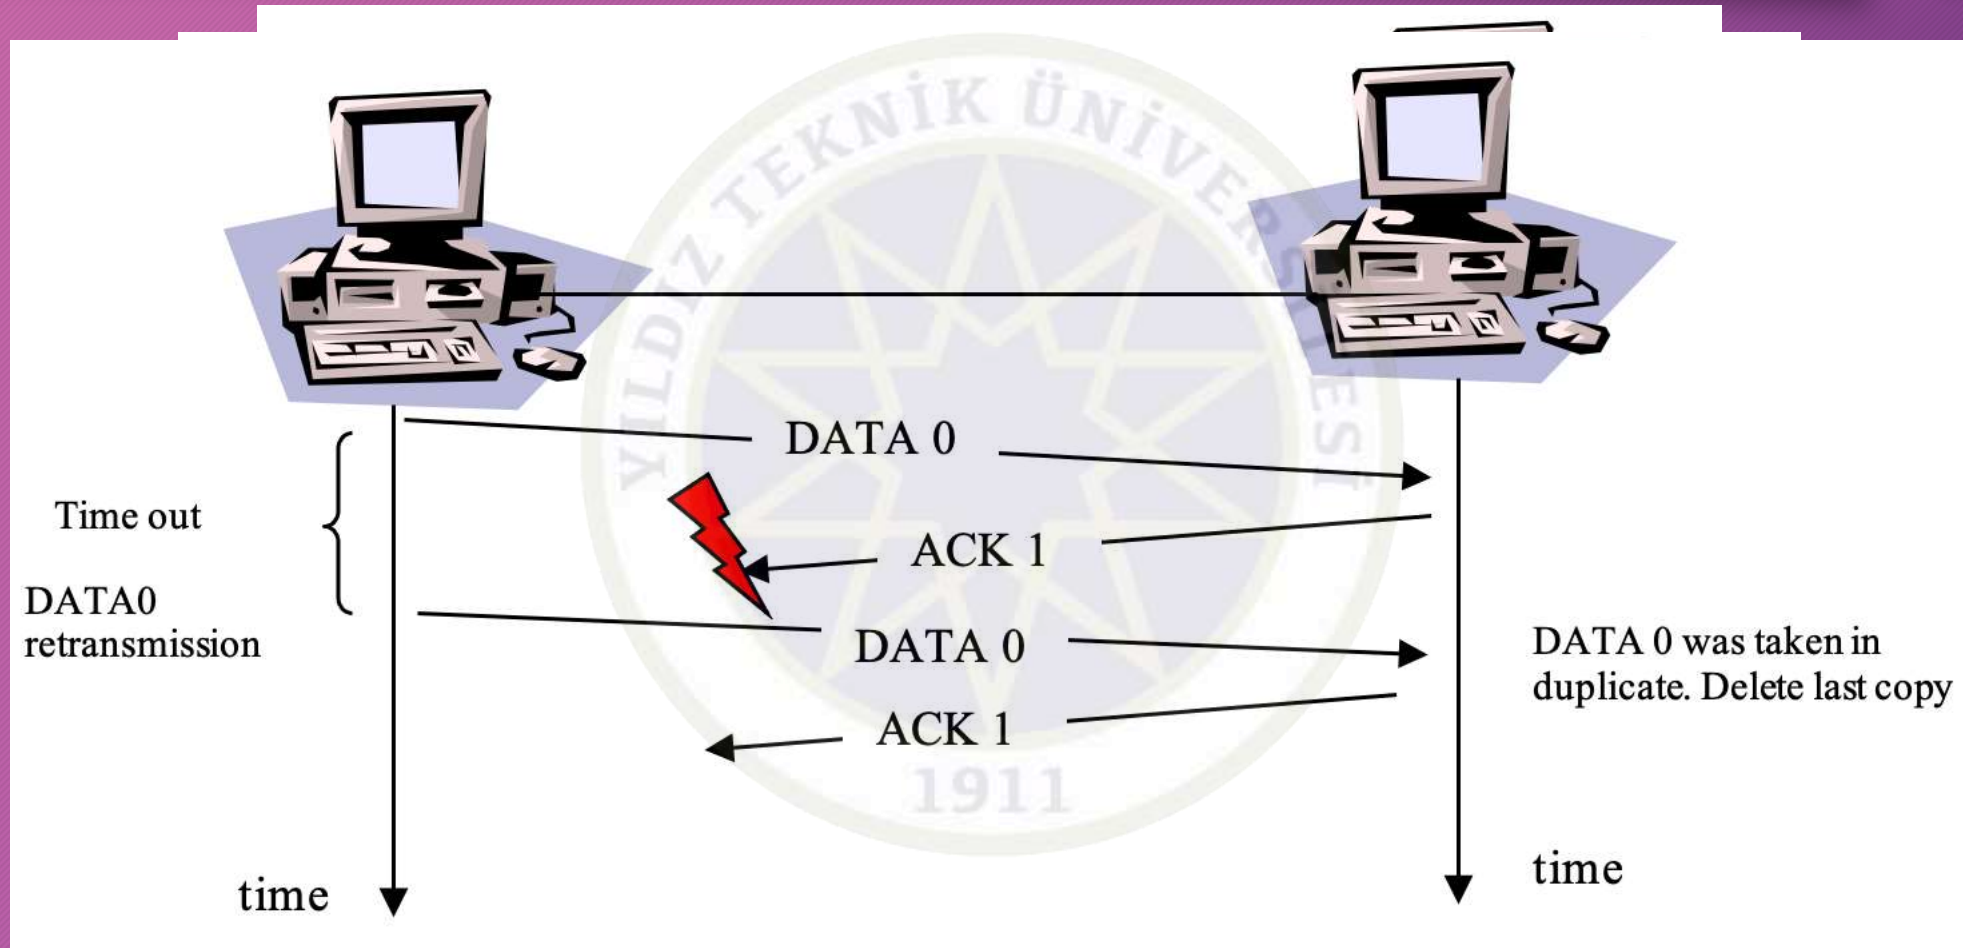 YILDIZ TEKNİK ÜNİVERSİTESİ
DATA 0
Time out
ACK 1
DATA0
retransmission
DATA 0
DATA 0 was taken in
duplicate. Delete last copy
ACK 1
1911
time
time